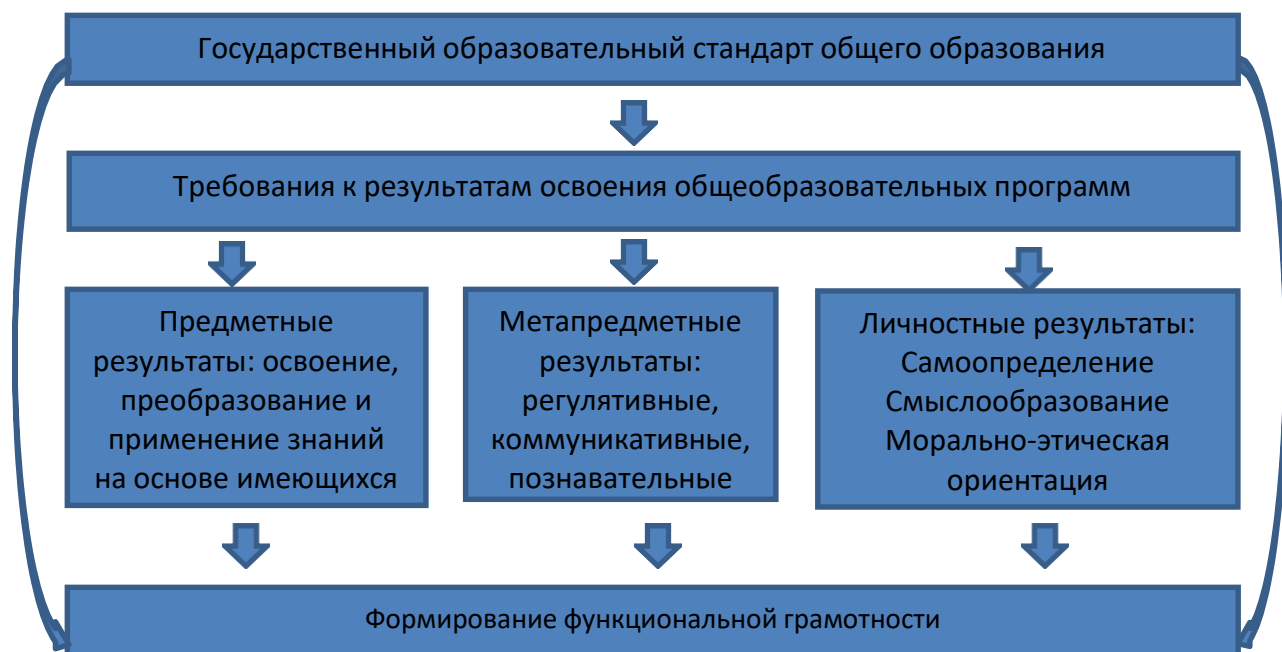 Государственный образовательный стандарт общего образования
Требования к результатам освоения общеобразовательных программ
Предметные
результаты: освоение,
преобразование и
применение знаний
на основе имеющихся
Метапредметные
результаты:
регулятивные,
коммуникативные,
познавательные
Личностные результаты:
Самоопределение
Смыслообразование
Морально-этическая
ориентация
Формирование функциональной грамотности